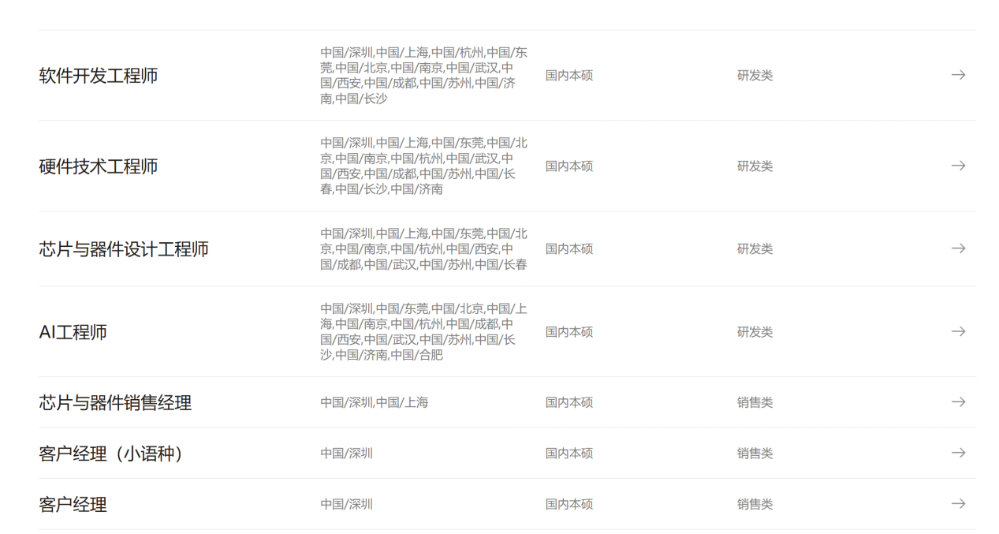 软件开发工程师
中国/深圳,中国/上海,中国/杭州,中国/东
莞,中国/北京,中国/南京,中国/武汉,中
国/西安,中国/成都,中国/苏州,中国/济
南,中国/长沙
国内本硕
研发类
硬件技术工程师
中国/深圳,中国/上海,中国/东莞,中国/北
京,中国/南京,中国/杭州,中国/武汉,中
国/西安,中国/成都,中国/苏州,中国/长
春,中国/长沙,中国/济南
国内本硕
研发类
芯片与器件设计工程师
中国/深圳,中国/上海,中国/东莞,中国/北
京,中国/南京,中国/杭州,中国/西安,中
国/成都,中国/武汉,中国/苏州,中国/长春
国内本硕
研发类
AI工程师
中国/深圳,中国/东莞,中国/北京,中国/上
海,中国/南京,中国/杭州,中国/成都,中
国/西安,中国/武汉,中国/苏州,中国/长
沙,中国/济南,中国/合肥
国内本硕
研发类
芯片与器件销售经理
中国/深圳,中国/上海
国内本硕
销售类
客户经理（小语种）
中国/深圳
国内本硕
销售类
客户经理
中国/深圳
国内本硕
销售类